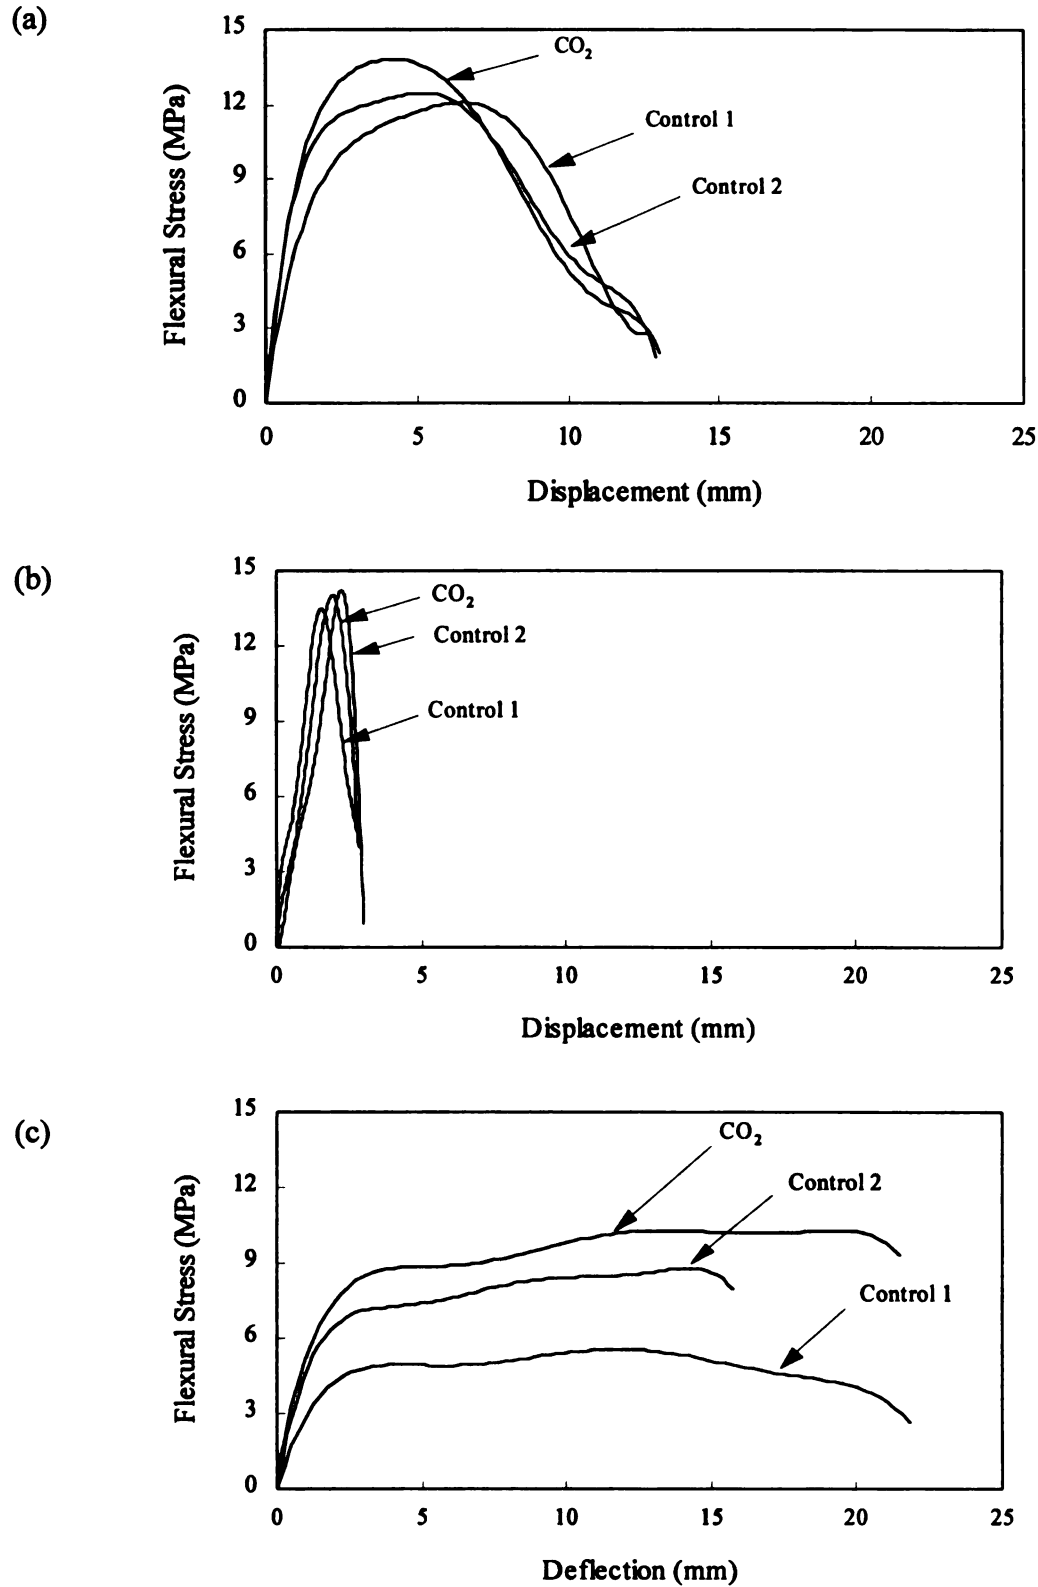 (a)
15
12
9
6
3
0
Flexural Stress (MPa)
CO₂
Control 1
Control 2
0 5 10 15 20 25
Displacement (mm)
(b)
15
12
9
6
3
0
Flexural Stress (MPa)
CO₂
Control 2
Control 1
0 5 10 15 20 25
Displacement (mm)
(c)
15
12
9
6
3
0
Flexural Stress (MPa)
CO₂
Control 2
Control 1
0 5 10 15 20 25
Deflection (mm)